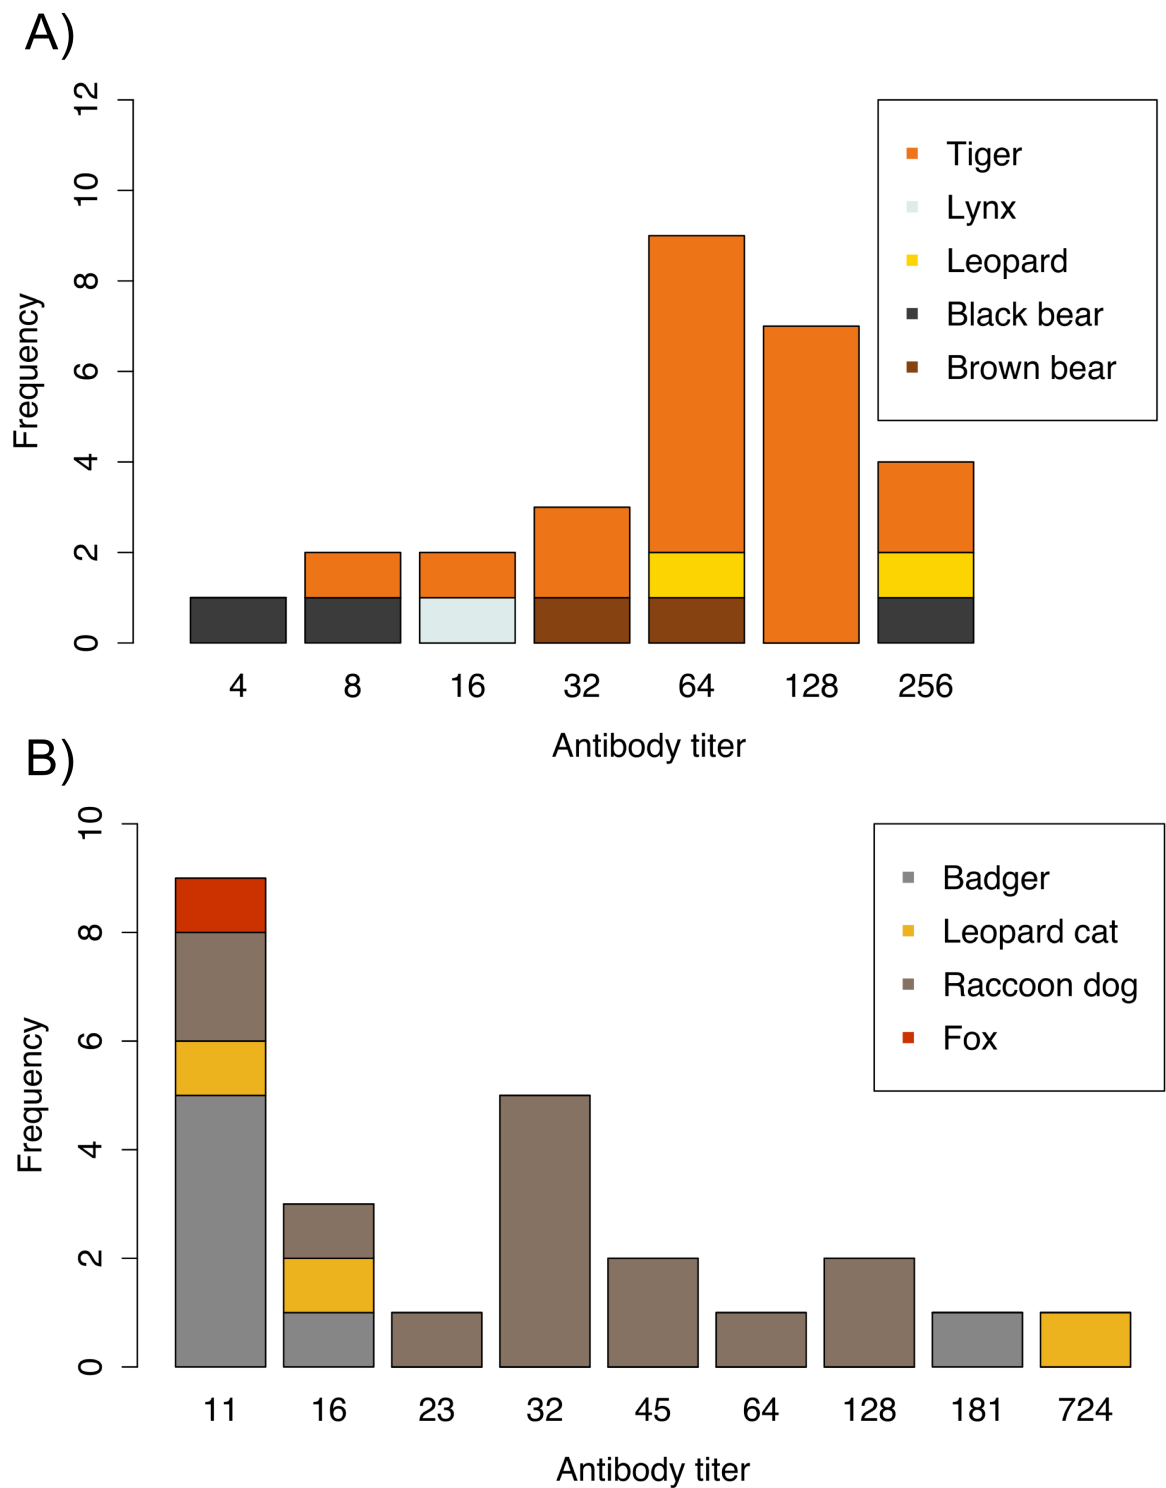 A)
12
10
8
6
4
2
0
Frequency
Tiger
Lynx
Leopard
Black bear
Brown bear
4 8 16 32 64 128 256
Antibody titer
B)
10
8
6
4
2
0
Frequency
Badger
Leopard cat
Raccoon dog
Fox
11 16 23 32 45 64 128 181 724
Antibody titer